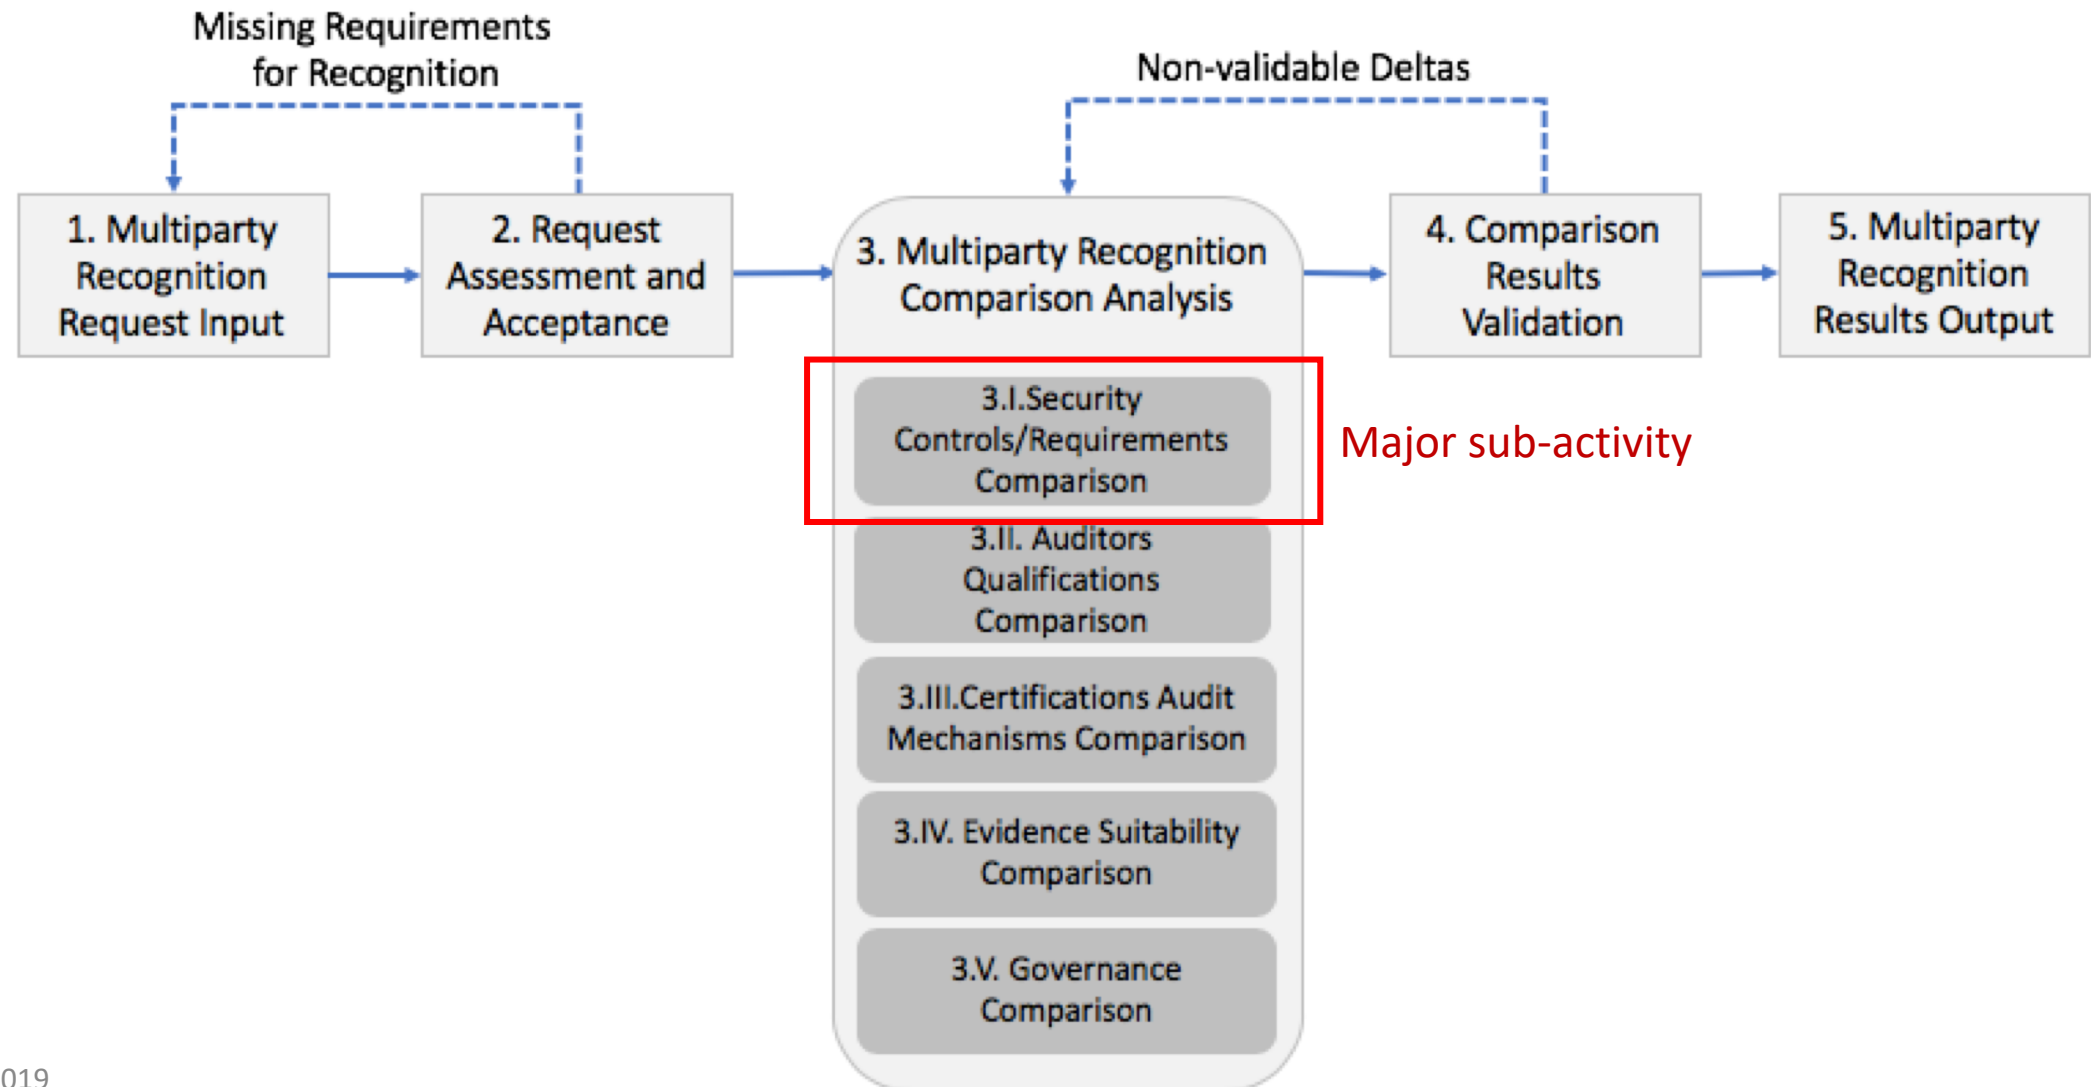 Missing Requirements
for Recognition
Non-validable Deltas
1. Multiparty
Recognition
Request Input
2. Request
Assessment and
Acceptance
3. Multiparty Recognition
Comparison Analysis
4. Comparison
Results
Validation
5. Multiparty
Recognition
Results Output
3.I.Security
Controls/Requirements
Comparison
Major sub-activity
3.II. Auditors
Qualifications
Comparison
3.III.Certifications Audit
Mechanisms Comparison
3.IV. Evidence Suitability
Comparison
3.V. Governance
Comparison
019